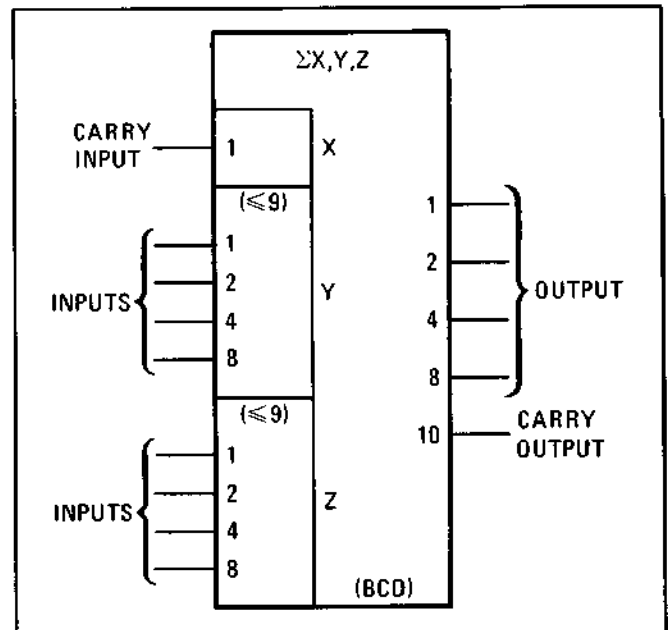 ΣX,Y,Z
CARRY
INPUT
1
X
(≤9)
1
2
4
8
INPUTS
Y
(≤9)
1
2
4
8
INPUTS
Z
1
2
4
8
OUTPUT
10
CARRY
OUTPUT
(BCD)